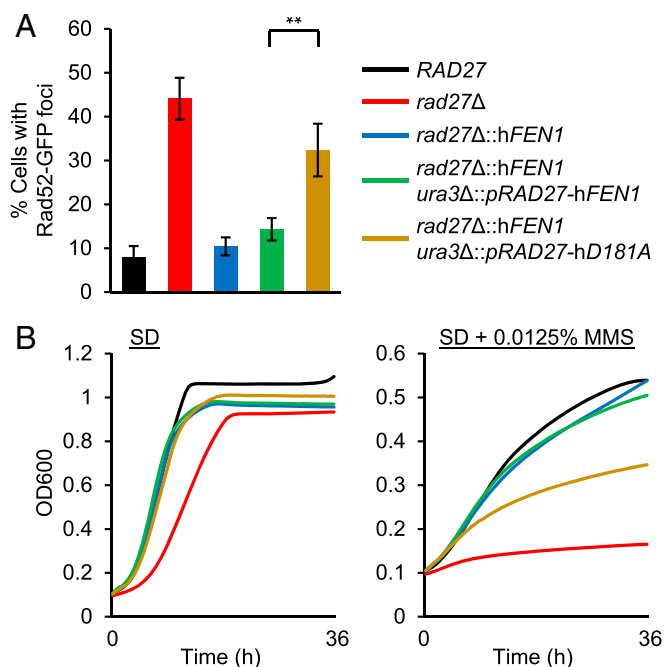 A
% Cells with
Rad52-GFP foci
60
50
40
30
20
10
0
**
RAD27
rad27Δ
rad27Δ::hFEN1
rad27Δ::hFEN1
ura3Δ::pRAD27-hFEN1
rad27Δ::hFEN1
ura3Δ::pRAD27-hD181A
B
SD
OD600
1.2
1
0.8
0.6
0.4
0.2
0
0
36
Time (h)
SD + 0.0125% MMS
0.6
0.5
0.4
0.3
0.2
0.1
0
0
36
Time (h)